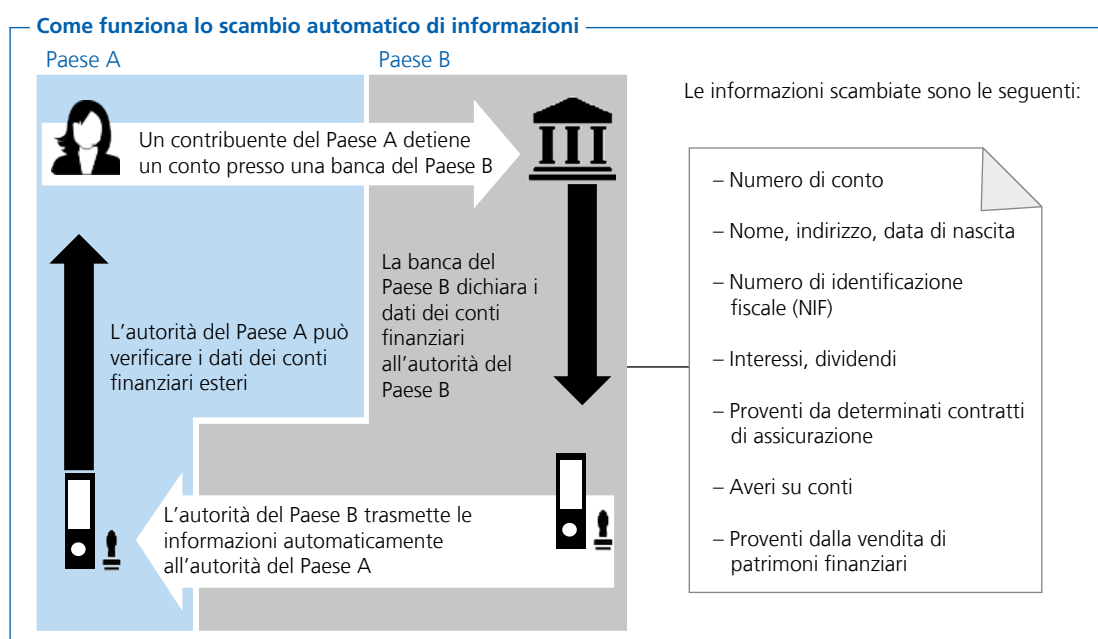 Come funziona lo scambio automatico di informazioni
Paese A
Paese B
Un contribuente del Paese A detiene
un conto presso una banca del Paese B
La banca del
Paese B dichiara i
dati dei conti
finanziari
all'autorità del
Paese B
L'autorità del Paese A può
verificare i dati dei conti
finanziari esteri
L'autorità del Paese B trasmette le
informazioni automaticamente
all'autorità del Paese A
Le informazioni scambiate sono le seguenti:
– Numero di conto
– Nome, indirizzo, data di nascita
– Numero di identificazione
fiscale (NIF)
– Interessi, dividendi
– Proventi da determinati contratti
di assicurazione
– Averi su conti
– Proventi dalla vendita di
patrimoni finanziari